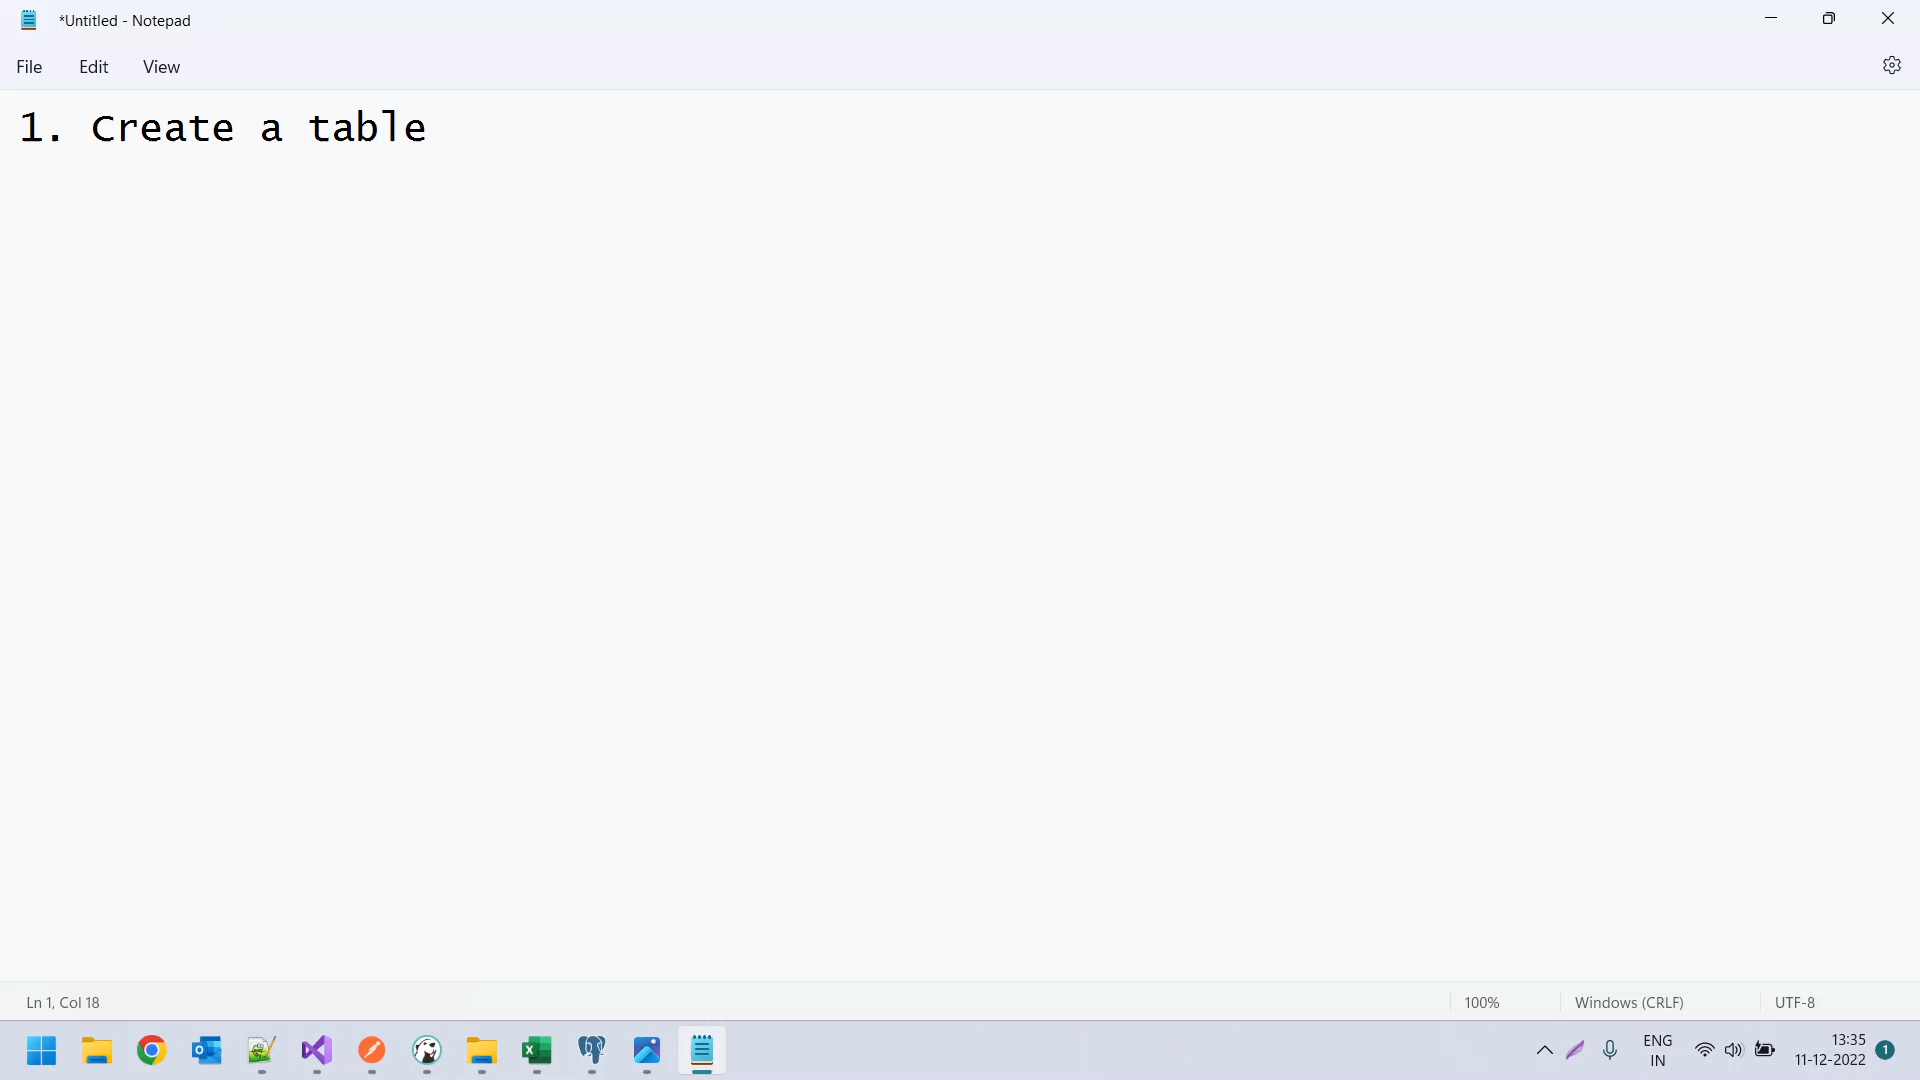 *Untitled - Notepad
File Edit View
1. Create a table
Ln 1, Col 18
100%
Windows (CRLF)
UTF-8
ENG
IN
13:35
11-12-2022
1